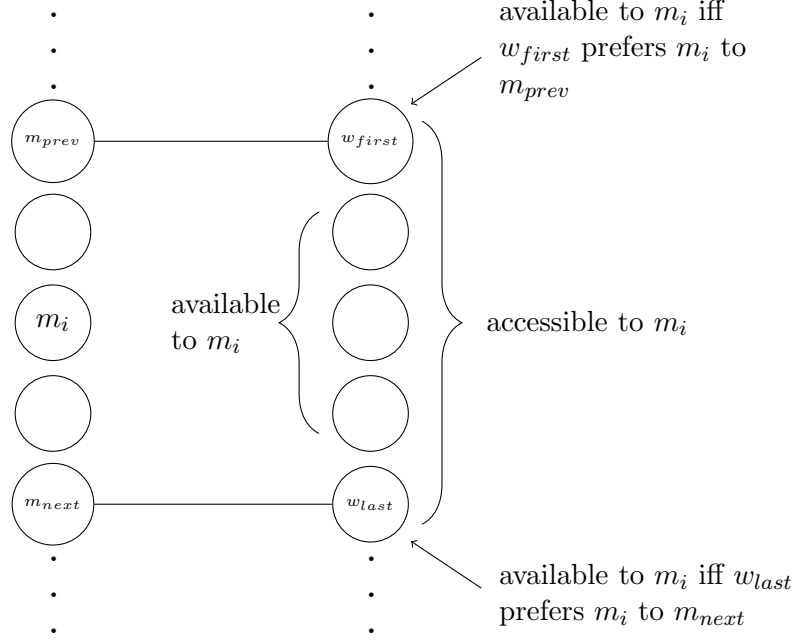 available to m_i iff
w_first prefers m_i to
m_prev
m_prev
w_first
available
to m_i
m_i
accessible to m_i
m_next
w_last
available to m_i iff w_last
prefers m_i to m_next